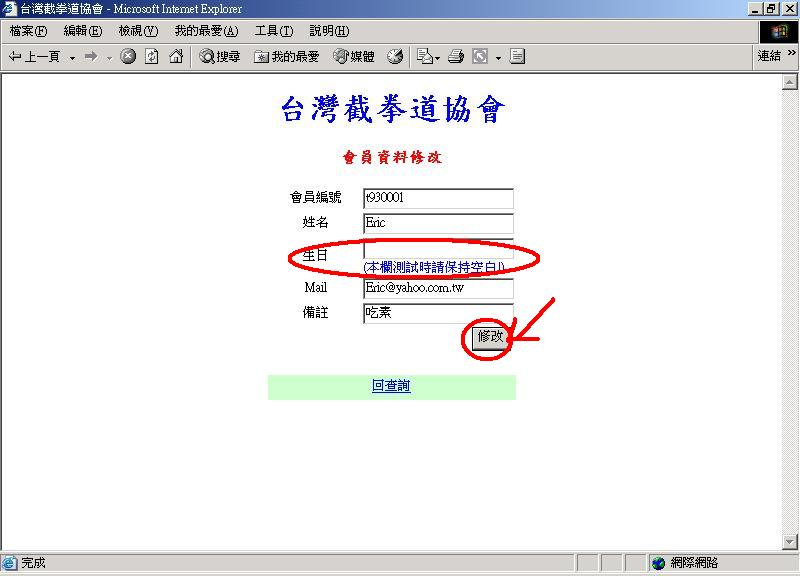 台灣截拳道協會 - Microsoft Internet Explorer
檔案(F) 編輯(E) 檢視(V) 我的最愛(A) 工具(T) 說明(H)
上一頁 搜尋 我的最愛 媒體 連結 »
台灣截拳道協會
會員資料修改
會員編號 t930001
姓名 Eric
生日
(本欄測試時請保持空白!)
Mail Eric@yahoo.com.tw
備註 吃素
修改
回查詢
完成 網際網路